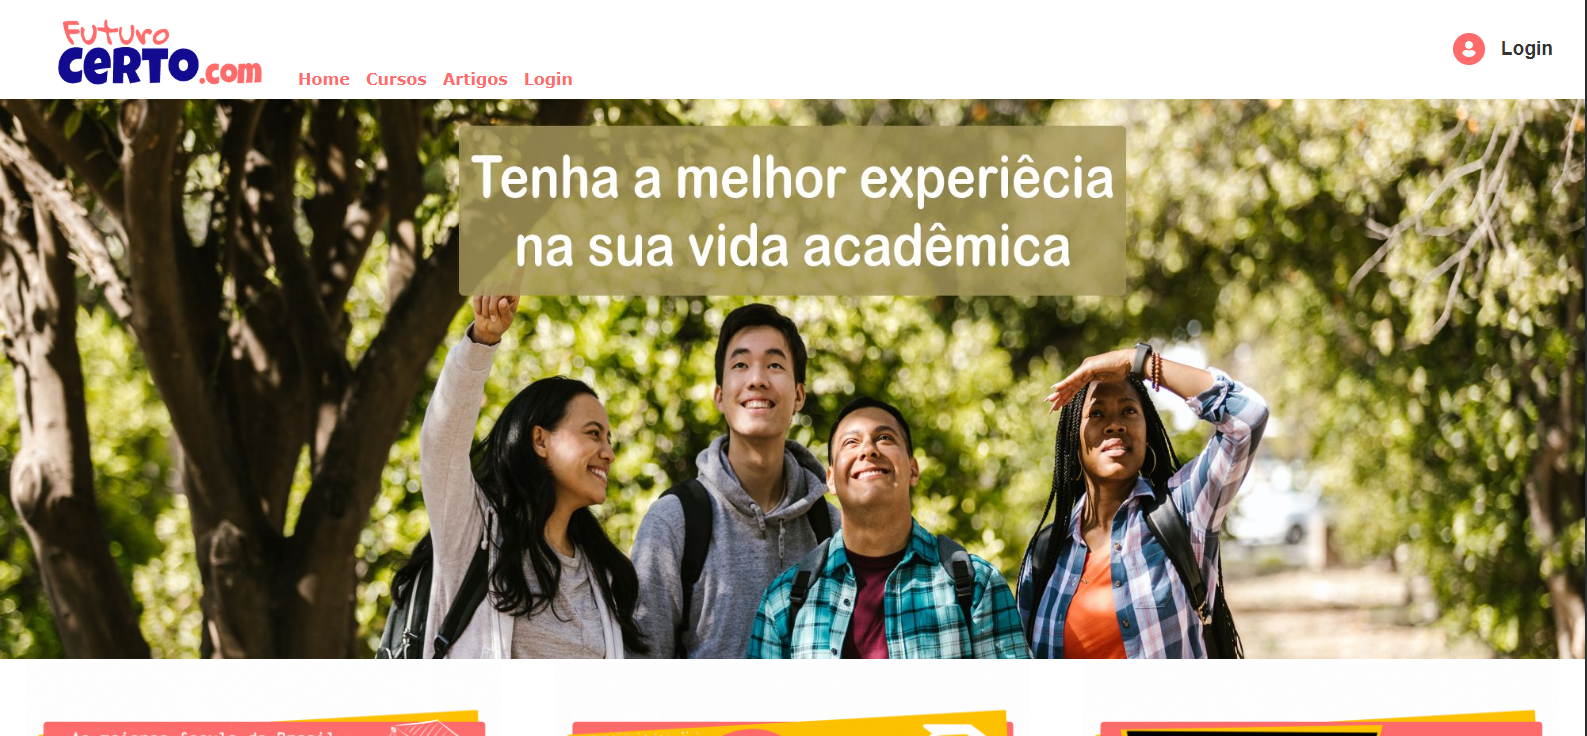 Futuro
CERTO.com
Home Cursos Artigos Login
Login
Tenha a melhor experiêcia
na sua vida acadêmica